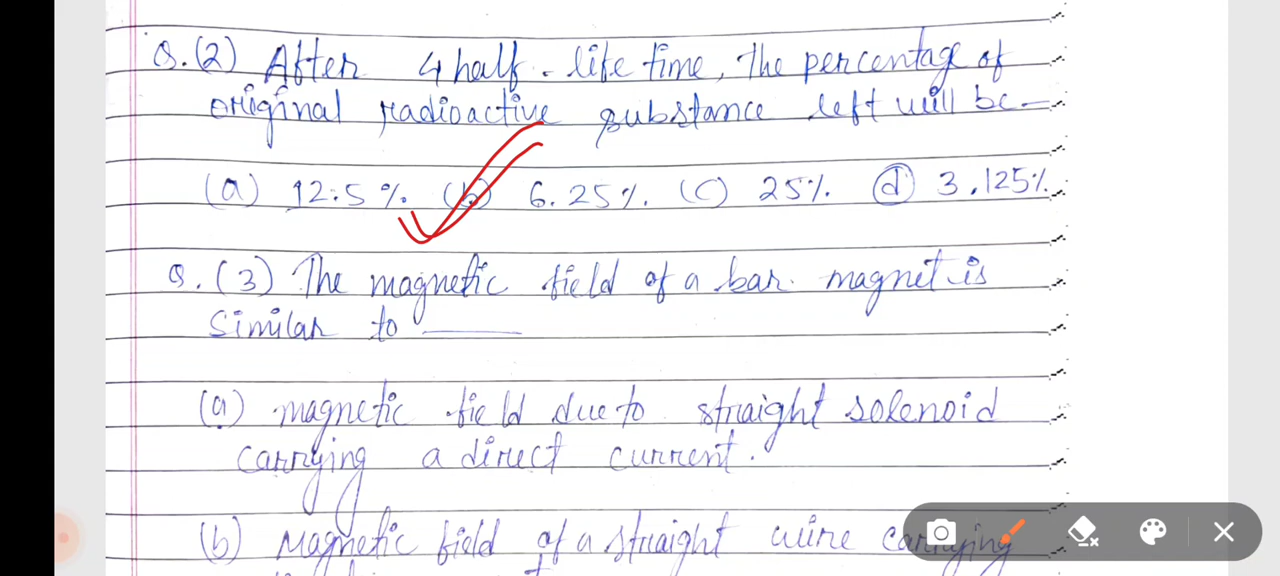 Q.(2) After 4 half-life time, The percentage of
original radioactive substance left will be-
(a) 12.5% (b) 6.25% (c) 25% (d) 3.125%
Q.(3) The magnetic field of a bar magnet is
similar to ______
(a) magnetic field due to straight solenoid
carrying a direct current.
(b) Magnetic field of a straight wire carrying